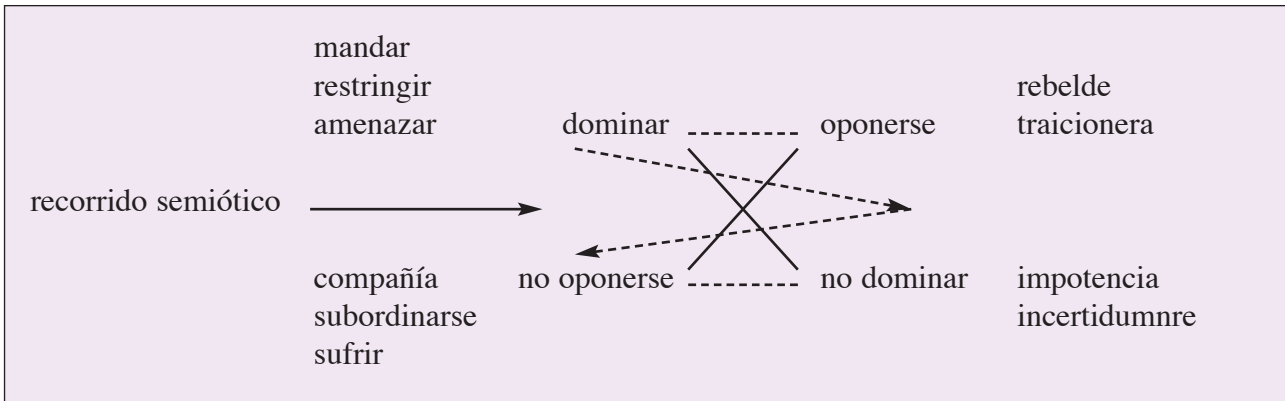 mandar
restringir rebelde
amenazar dominar oponerse traicionera
recorrido semiótico
compañía no oponerse no dominar impotencia
subordinarse incertidumnre
sufrir